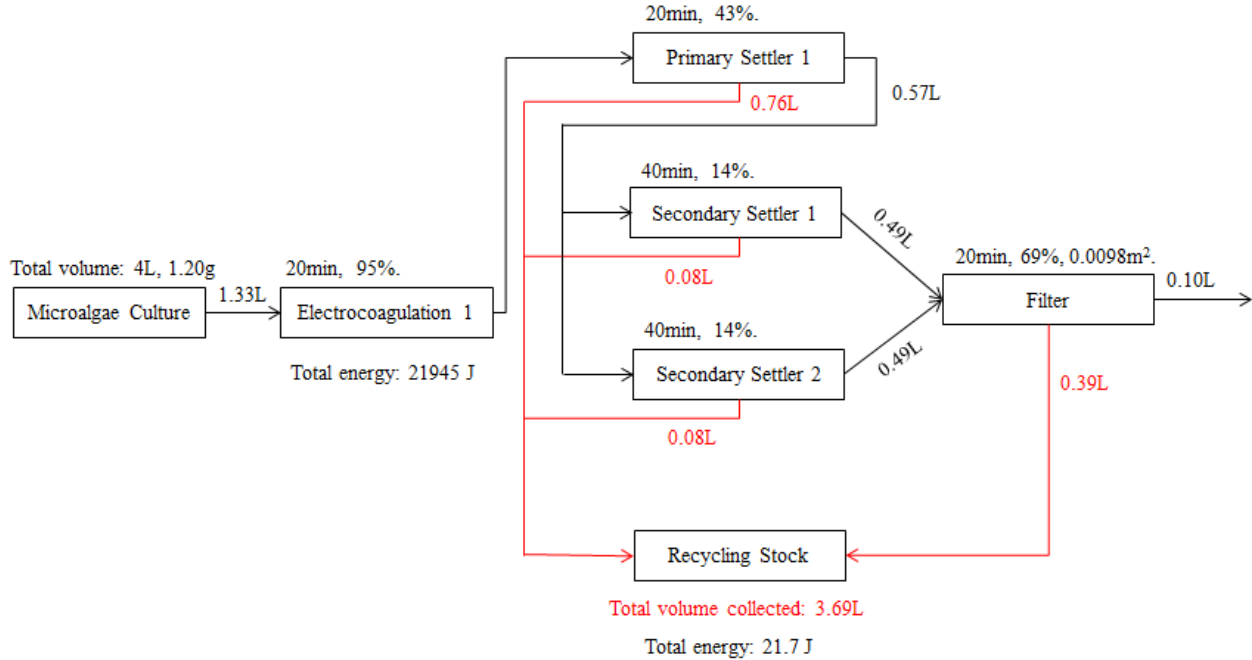 20min, 43%.
Primary Settler 1
0.76L
0.57L
40min, 14%.
Secondary Settler 1
0.49L
0.08L
Total volume: 4L, 1.20g
Microalgae Culture
1.33L
20min, 95%.
Electrocoagulation 1
Total energy: 21945 J
20min, 69%, 0.0098m².
Filter
0.10L
40min, 14%.
Secondary Settler 2
0.49L
0.08L
0.39L
Recycling Stock
Total volume collected: 3.69L
Total energy: 21.7 J